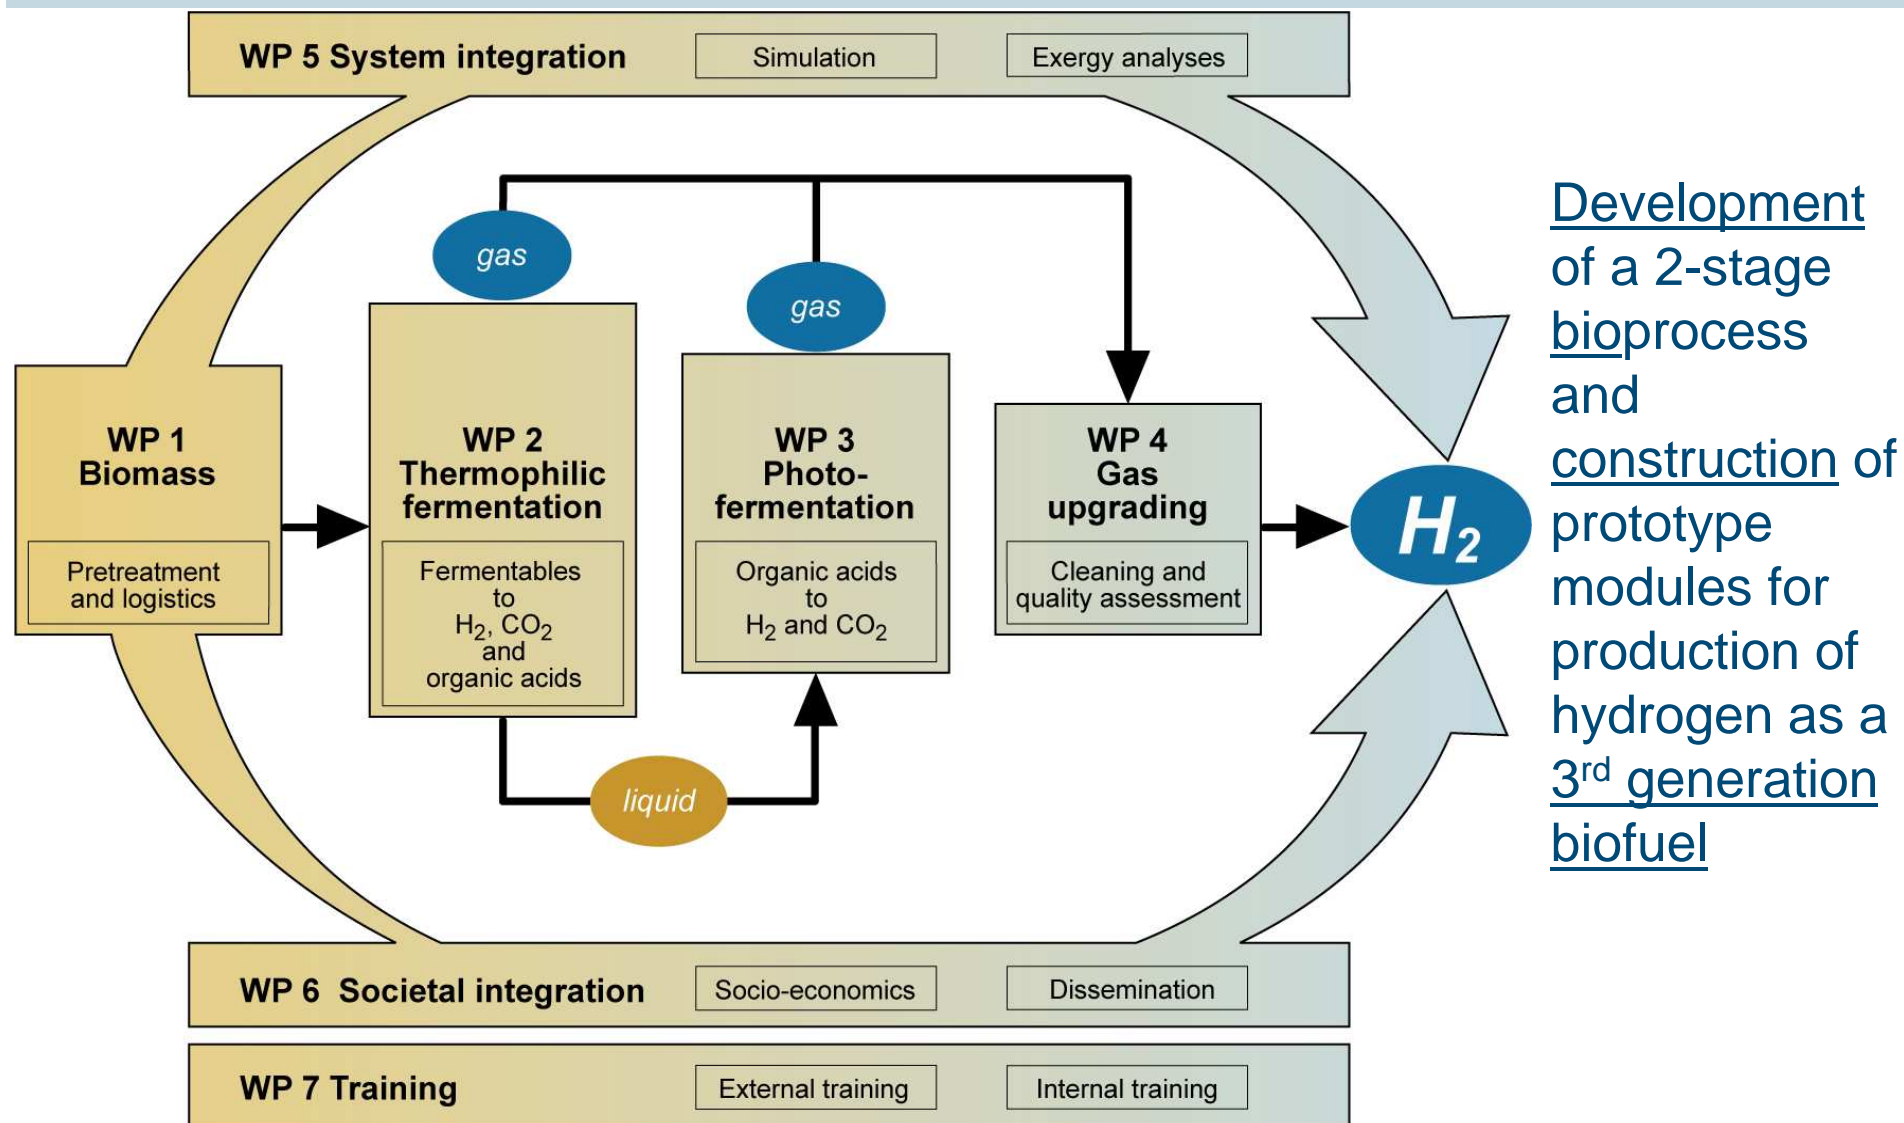 WP 5 System integration
Simulation
Exergy analyses
gas
gas
WP 1
Biomass
Pretreatment
and logistics
WP 2
Thermophilic
fermentation
Fermentables
to
H₂, CO₂
and
organic acids
WP 3
Photo-
fermentation
Organic acids
to
H₂ and CO₂
WP 4
Gas
upgrading
Cleaning and
quality assessment
H₂
liquid
WP 6 Societal integration
Socio-economics
Dissemination
WP 7 Training
External training
Internal training
Development
of a 2-stage
bioprocess
and
construction of
prototype
modules for
production of
hydrogen as a
3rd generation
biofuel